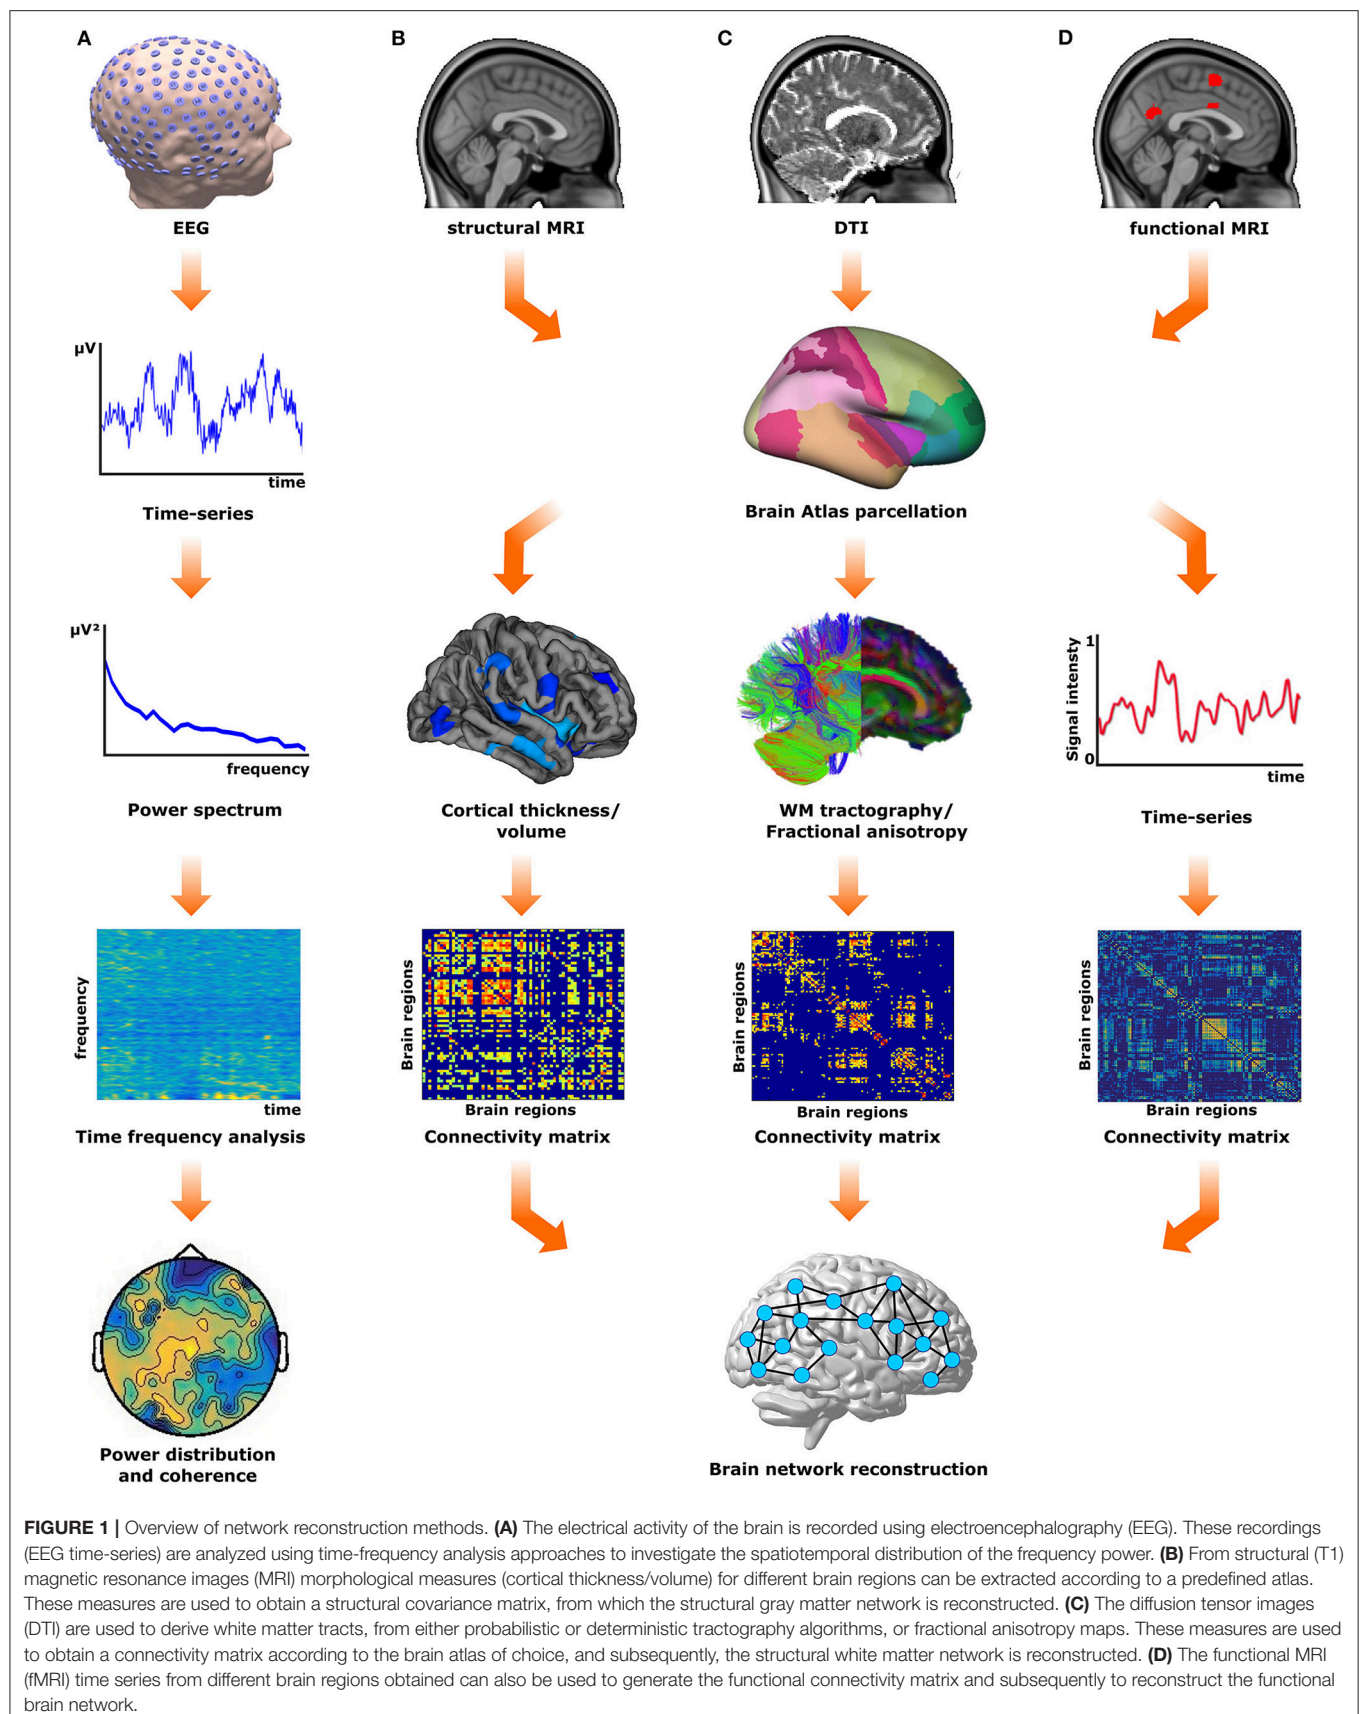 A
B
C
D
EEG
structural MRI
DTI
functional MRI
µV
time
Time-series
Brain Atlas parcellation
µV²
frequency
Power spectrum
Cortical thickness/
volume
WM tractography/
Fractional anisotropy
1
Signal intensty
0
time
Time-series
frequency
time
Time frequency analysis
Brain regions
Brain regions
Connectivity matrix
Brain regions
Brain regions
Connectivity matrix
Brain regions
Brain regions
Connectivity matrix
Power distribution
and coherence
Brain network reconstruction
FIGURE 1 | Overview of network reconstruction methods. (A) The electrical activity of the brain is recorded using electroencephalography (EEG). These recordings
(EEG time-series) are analyzed using time-frequency analysis approaches to investigate the spatiotemporal distribution of the frequency power. (B) From structural (T1)
magnetic resonance images (MRI) morphological measures (cortical thickness/volume) for different brain regions can be extracted according to a predefined atlas.
These measures are used to obtain a structural covariance matrix, from which the structural gray matter network is reconstructed. (C) The diffusion tensor images
(DTI) are used to derive white matter tracts, from either probabilistic or deterministic tractography algorithms, or fractional anisotropy maps. These measures are used
to obtain a connectivity matrix according to the brain atlas of choice, and subsequently, the structural white matter network is reconstructed. (D) The functional MRI
(fMRI) time series from different brain regions obtained can also be used to generate the functional connectivity matrix and subsequently to reconstruct the functional
brain network.